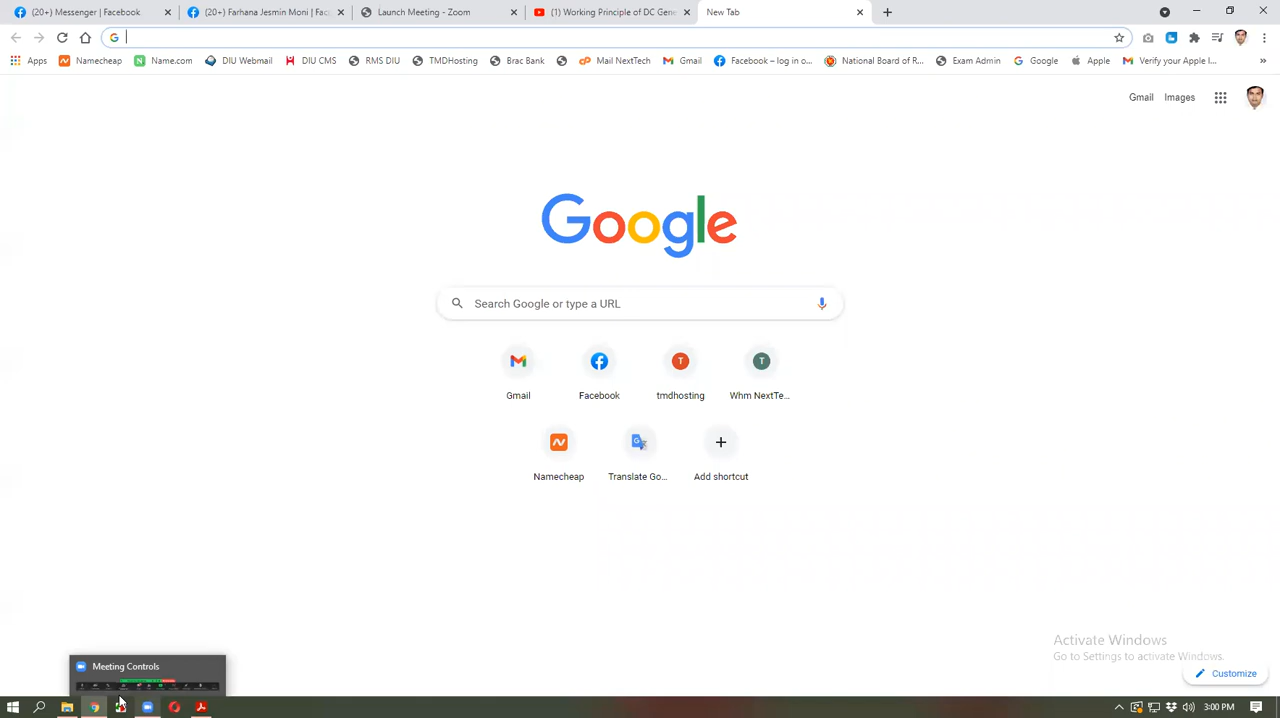 (20+) Messenger | Facebook
(20+) Farhana Jesmin Moni | Fac
Launch Meeting - Zoom
(1) Working Principle of DC Gene
New Tab
Apps
Namecheap
Name.com
DIU Webmail
DIU CMS
RMS DIU
TMDHosting
Brac Bank
Mail NextTech
Gmail
Facebook – log in o...
National Board of R...
Exam Admin
Google
Apple
Verify your Apple I...
»
Gmail
Images
Google
Search Google or type a URL
T
T
Gmail
Facebook
tmdhosting
Whm NextTe...
Namecheap
Translate Go...
Add shortcut
Activate Windows
Go to Settings to activate Windows.
Customize
Meeting Controls
3:00 PM